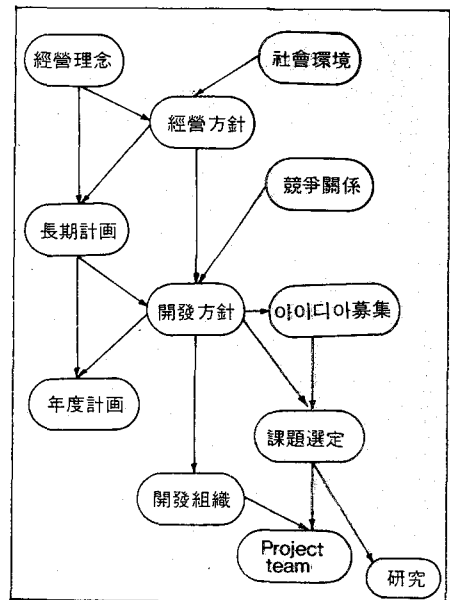 經營理念
社會環境
經營方針
競爭關係
長期計画
開發方針
아이디아募集
年度計画
課題選定
開發組織
Project
team
研究